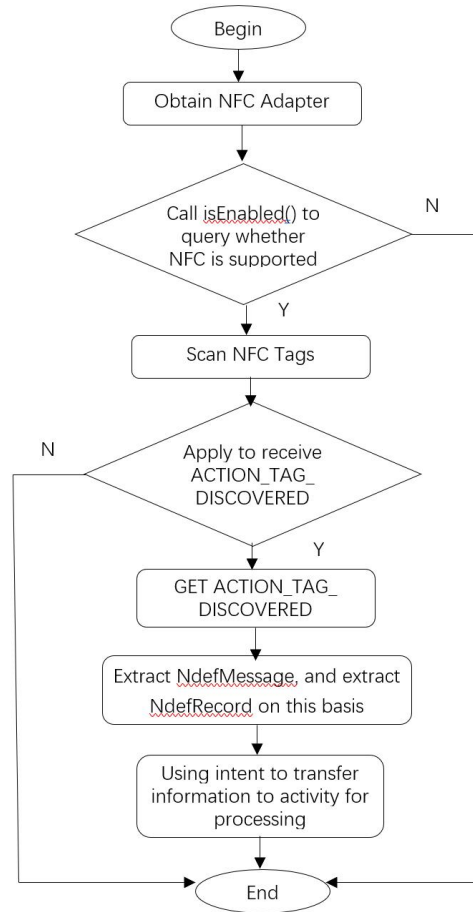 Begin
Obtain NFC Adapter
Call isEnabled() to
query whether
NFC is supported
N
Y
Scan NFC Tags
N
Apply to receive
ACTION_TAG_
DISCOVERED
Y
GET ACTION_TAG_
DISCOVERED
Extract NdefMessage, and extract
NdefRecord on this basis
Using intent to transfer
information to activity for
processing
End